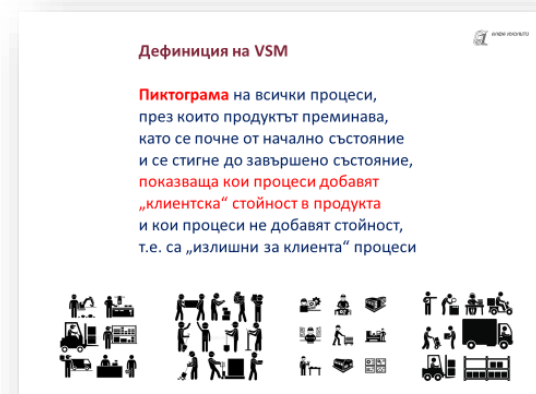 Дефиниция на VSM
Пиктограма на всички процеси,
през които продуктът преминава,
като се почне от начално състояние
и се стигне до завършено състояние,
показваща кои процеси добавят
„клиентска“ стойност в продукта
и кои процеси не добавят стойност,
т.е. са „излишни за клиента“ процеси